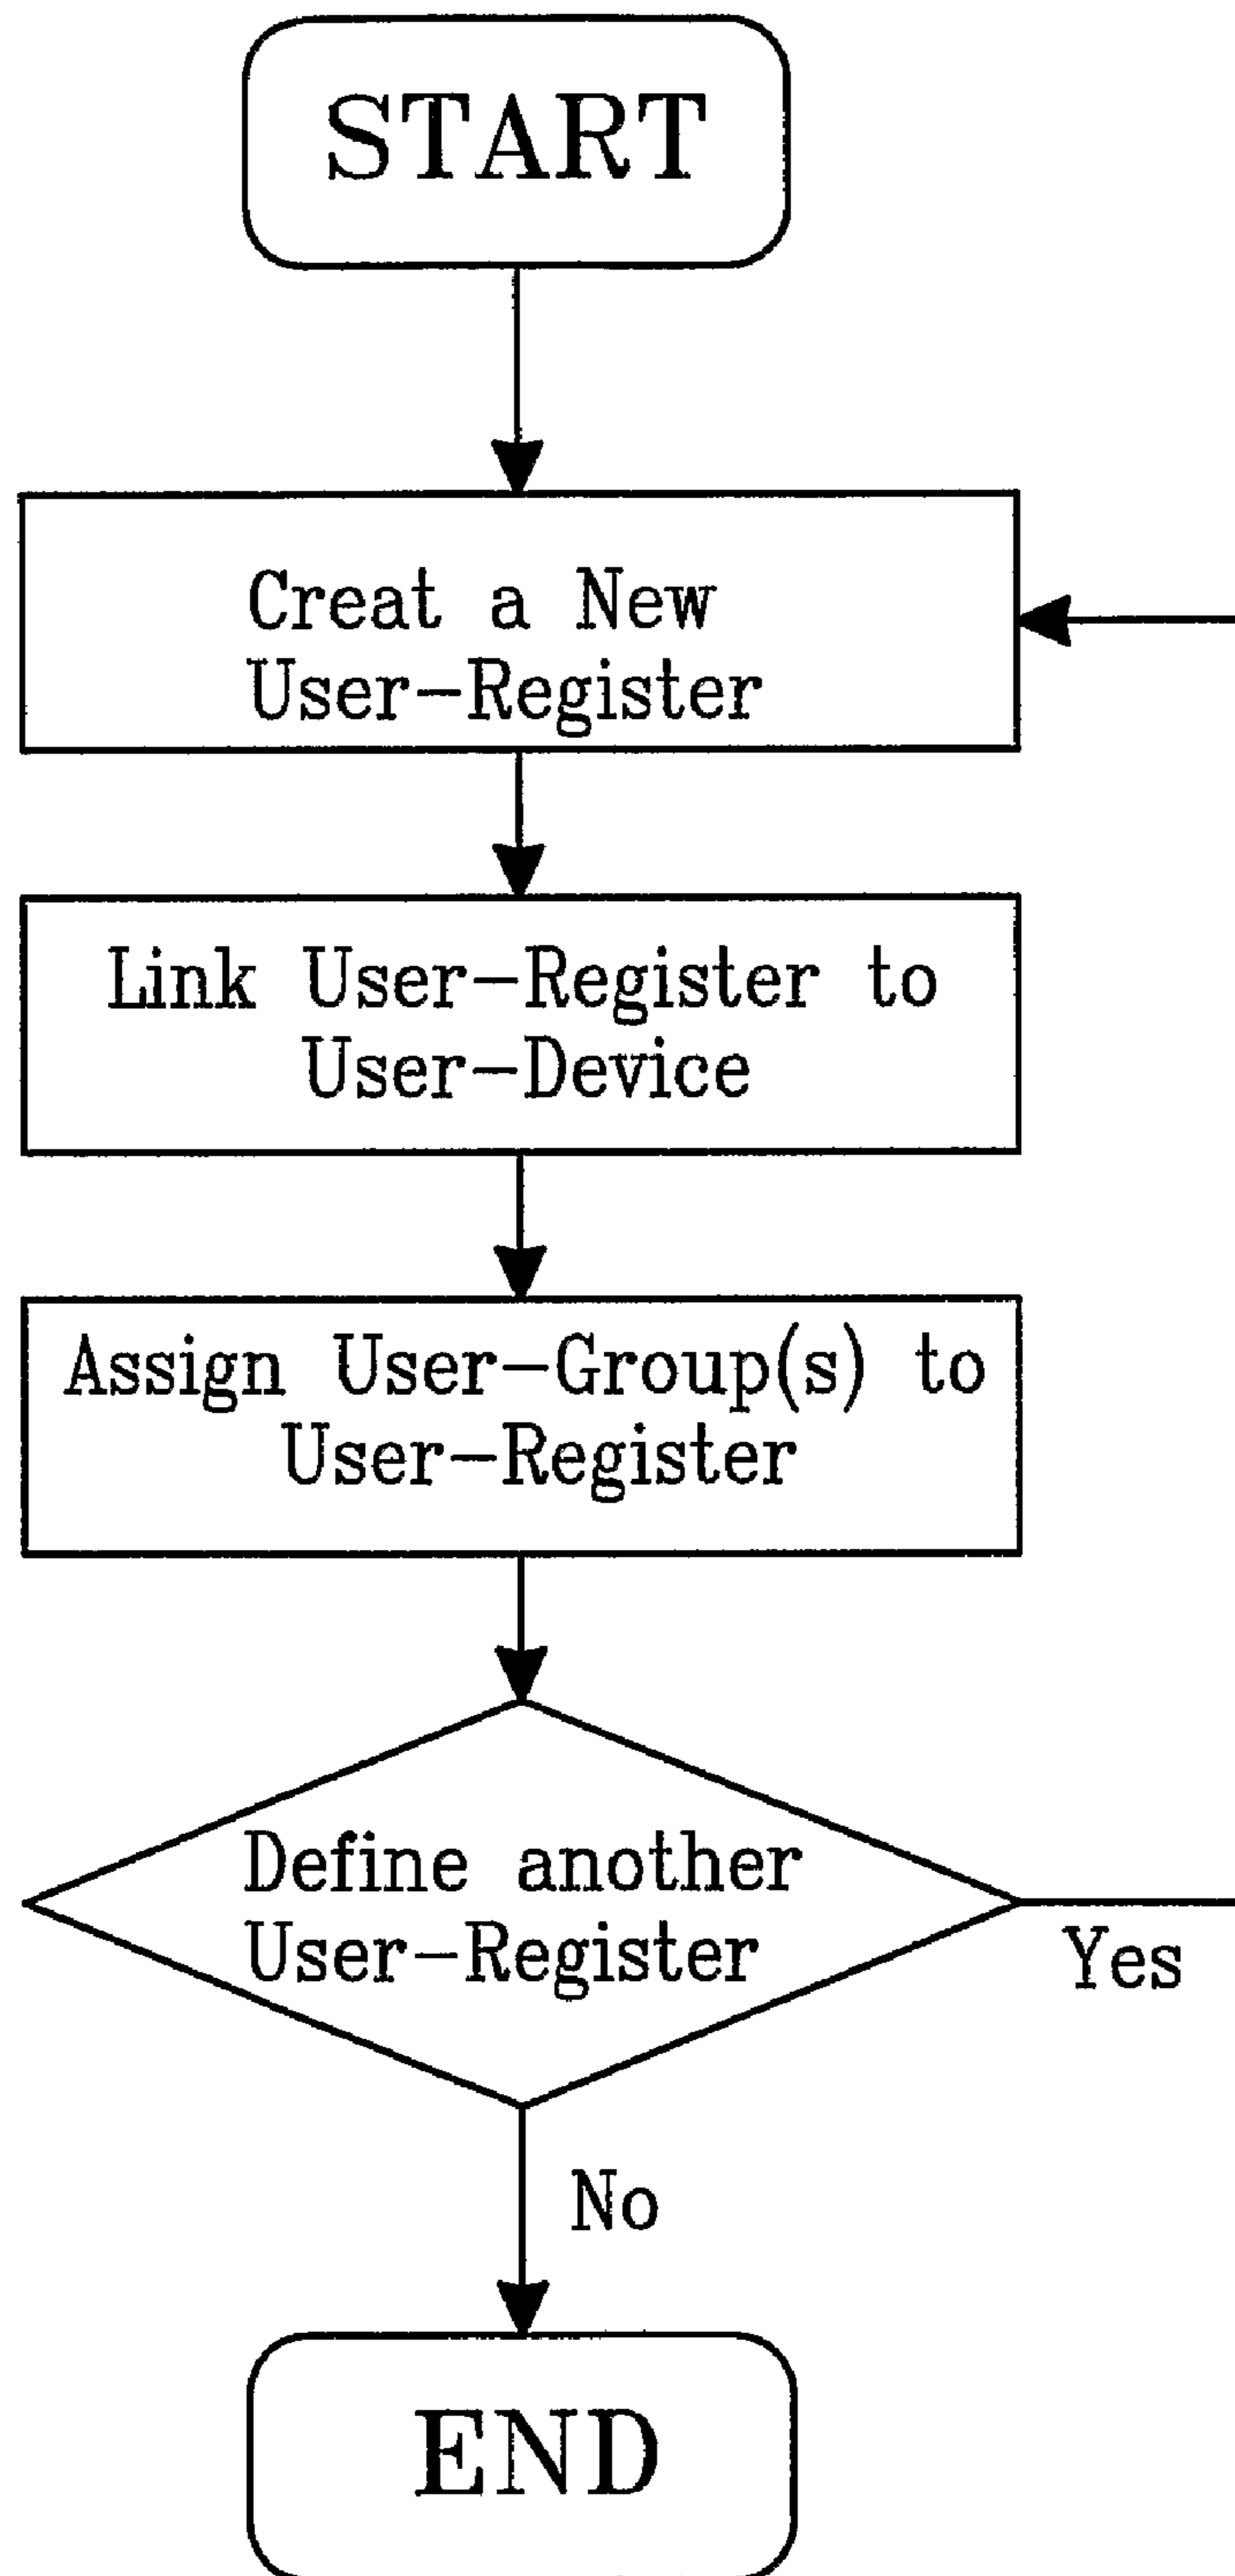 START
Creat a New
User-Register
Link User-Register to
User-Device
Assign User-Group(s) to
User-Register
Define another
User-Register
Yes
No
END